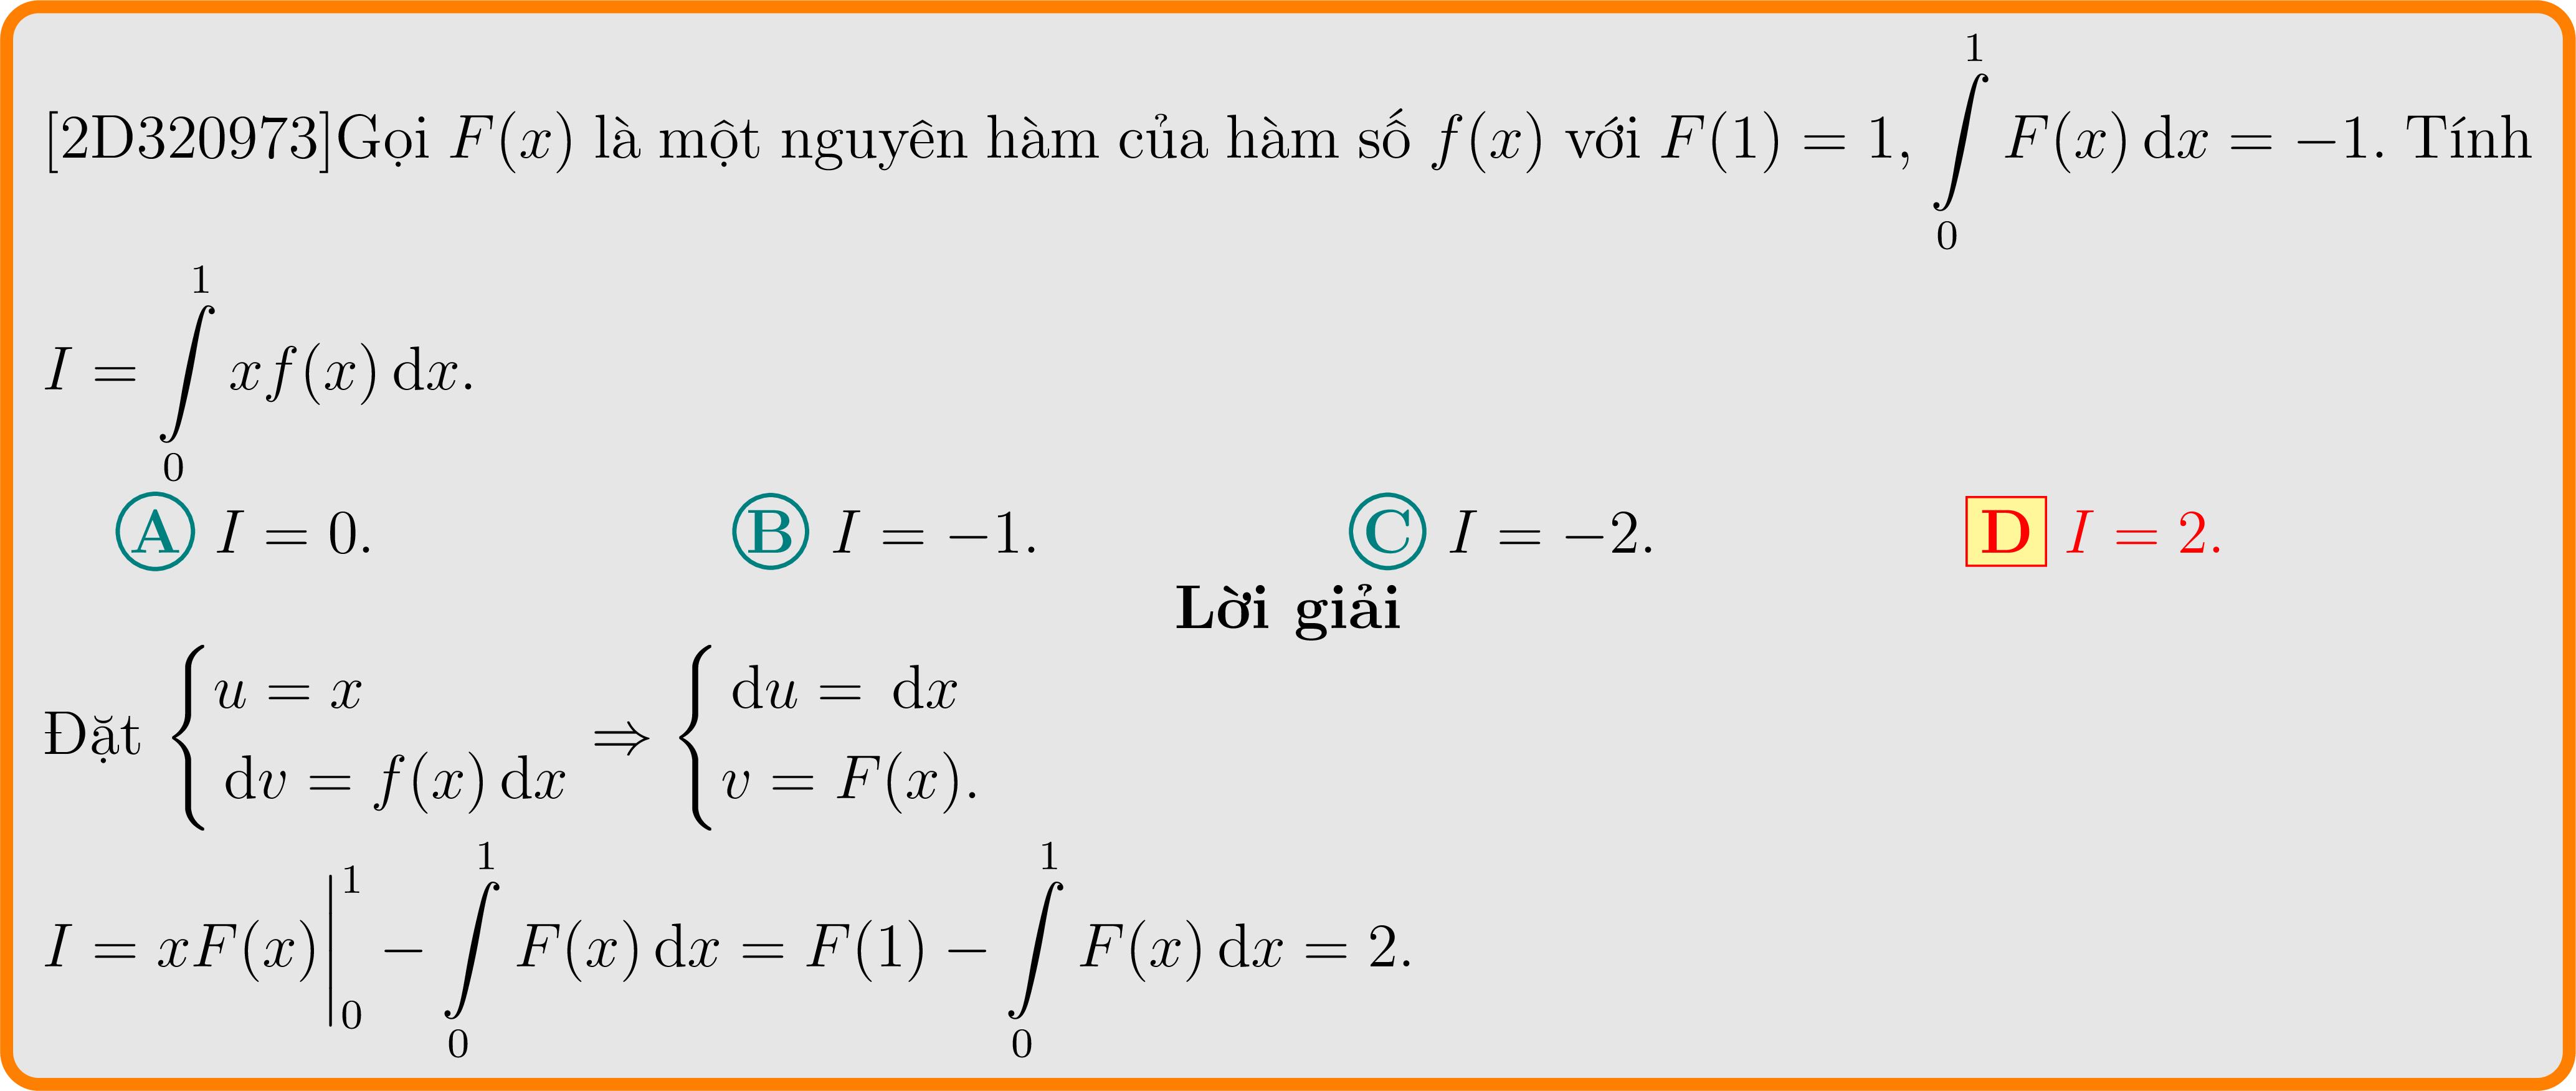 [2D320973]Gọi $F(x)$ là một nguyên hàm của hàm số $f(x)$ với $F(1) = 1$, $\int\limits_0^1 F(x)\,\mathrm{d}x = -1$. Tính
$I = \int\limits_0^1 xf(x)\,\mathrm{d}x$.
A $I = 0$. B $I = -1$. C $I = -2$. D $I = 2$.
Lời giải
Đặt $\begin{cases} u = x \\ \mathrm{d}v = f(x)\,\mathrm{d}x \end{cases} \Rightarrow \begin{cases} \mathrm{d}u = \mathrm{d}x \\ v = F(x). \end{cases}$
$I = xF(x)\Big|_0^1 - \int\limits_0^1 F(x)\,\mathrm{d}x = F(1) - \int\limits_0^1 F(x)\,\mathrm{d}x = 2$.